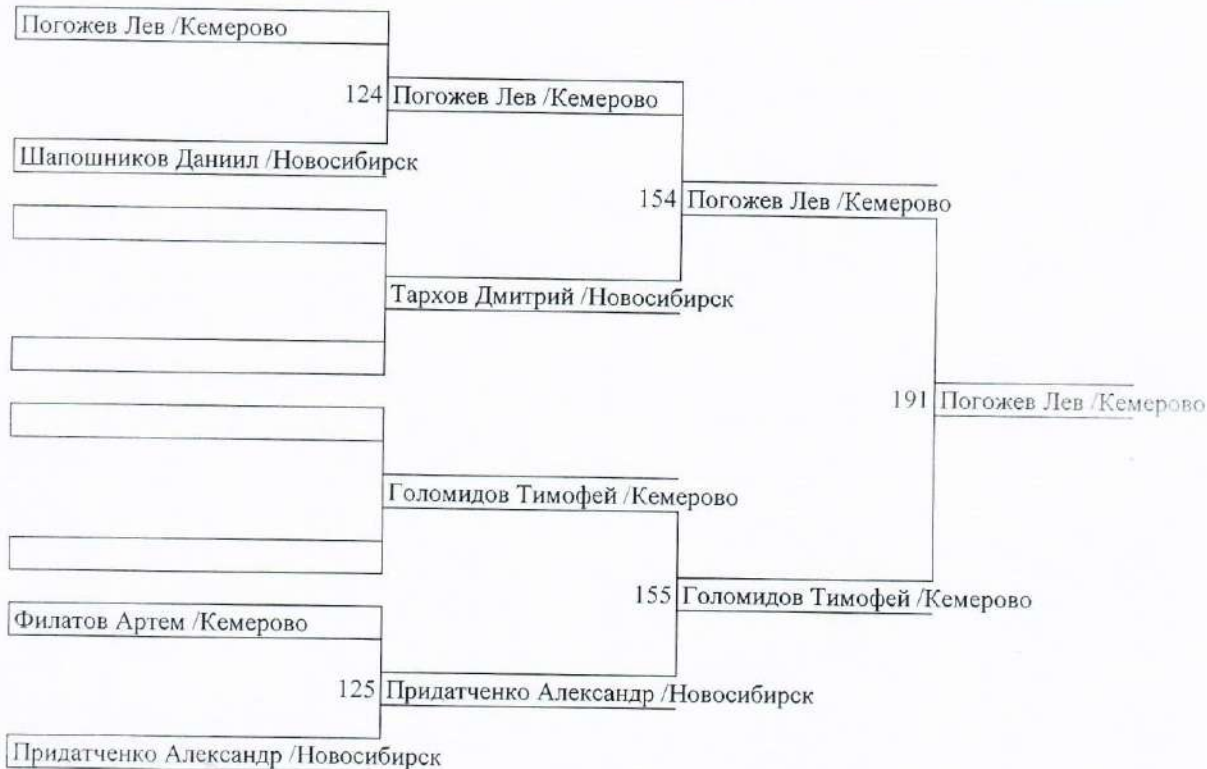 Погожев Лев /Кемерово
124 Погожев Лев /Кемерово
Шапошников Даниил /Новосибирск
154 Погожев Лев /Кемерово
Тархов Дмитрий /Новосибирск
191 Погожев Лев /Кемерово
Голомидов Тимофей /Кемерово
155 Голомидов Тимофей /Кемерово
Филатов Артем /Кемерово
125 Придатченко Александр /Новосибирск
Придатченко Александр /Новосибирск